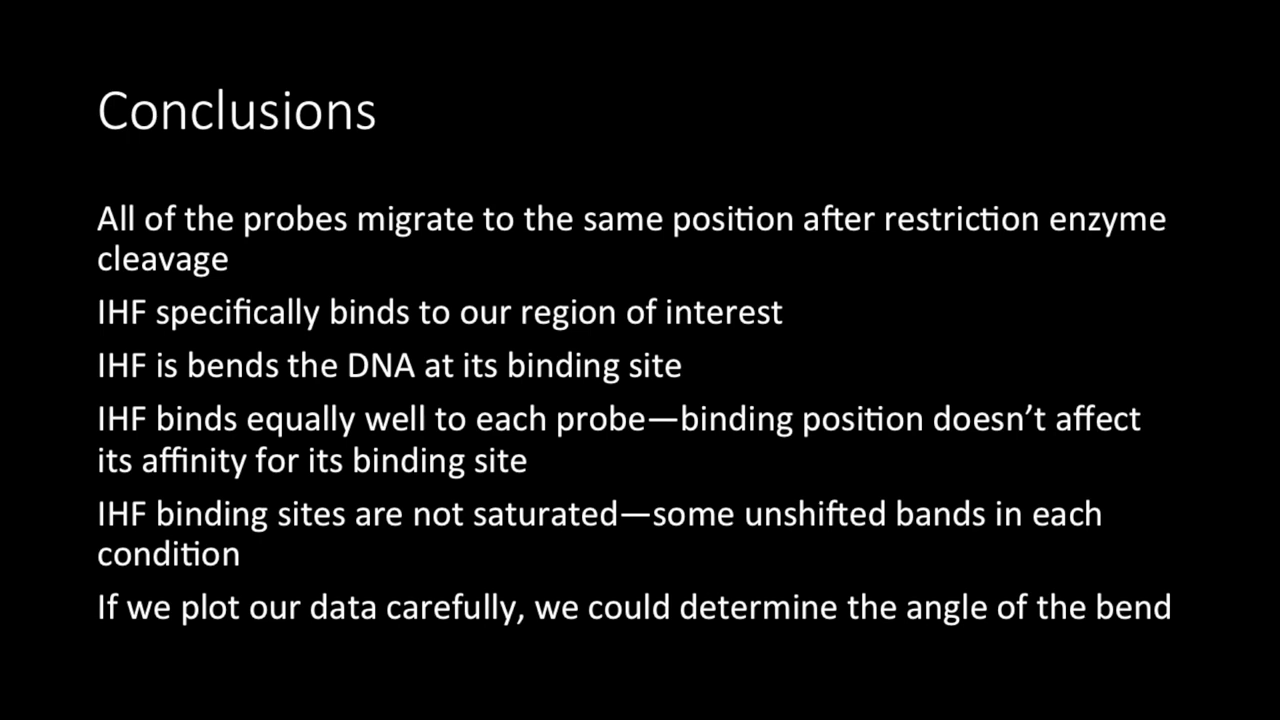 Conclusions
All of the probes migrate to the same position after restriction enzyme
cleavage
IHF specifically binds to our region of interest
IHF is bends the DNA at its binding site
IHF binds equally well to each probe—binding position doesn’t affect
its affinity for its binding site
IHF binding sites are not saturated—some unshifted bands in each
condition
If we plot our data carefully, we could determine the angle of the bend